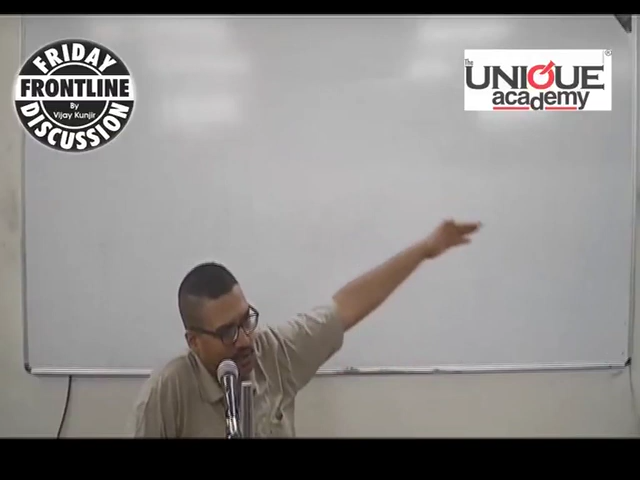 FRIDAY
FRONTLINE
By
Vijay Kunjir
DISCUSSION
The
UNIQUE
academy
®